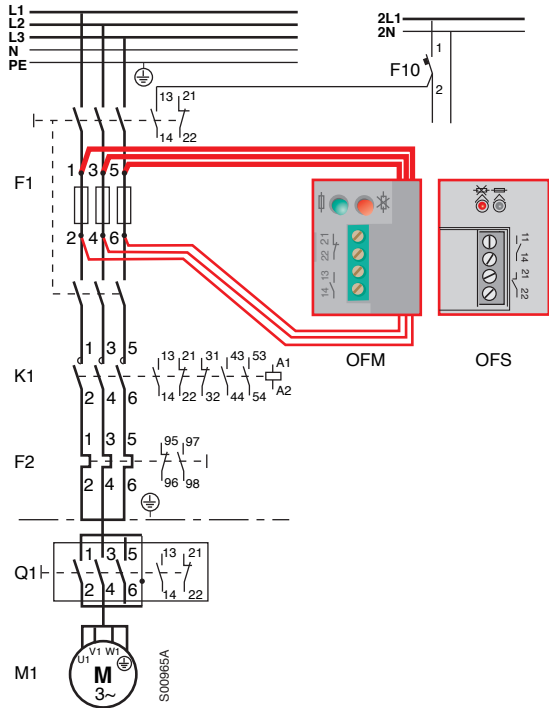 L1
L2
L3
N
PE
2L1
2N
F10
1
2
13 21
14 22
F1
1 3 5
2 4 6
21
22
13
14
11
14
21
22
OFM
OFS
K1
1 3 5
2 4 6
13 21 31 43 53 A1
14 22 32 44 54 A2
F2
1 3 5
2 4 6
95 97
96 98
Q1
1 3 5
2 4 6
13 21
14 22
M1
U1 V1 W1
M
3~
S00965A